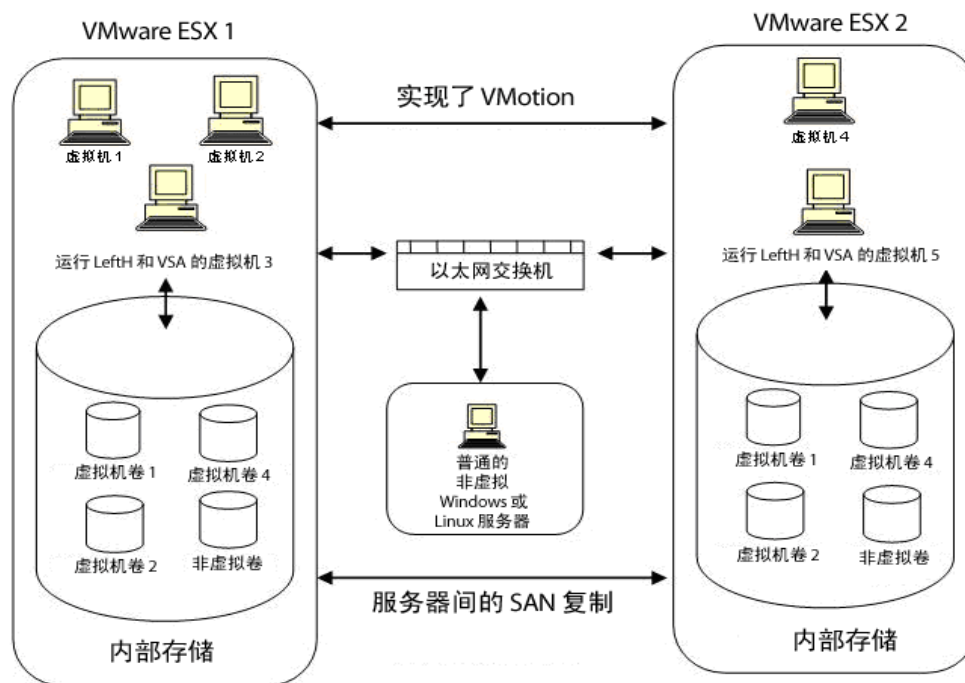 VMware ESX 1
VMware ESX 2
实现了 VMotion
虚拟机 1
虚拟机 2
虚拟机 4
运行 LeftH 和 VSA 的虚拟机 3
以太网交换机
运行 LeftH 和 VSA 的虚拟机 5
普通的
非虚拟
Windows 或
Linux 服务器
虚拟机卷 1
虚拟机卷 4
虚拟机卷 2
非虚拟卷
虚拟机卷 1
虚拟机卷 4
虚拟机卷 2
非虚拟卷
服务器间的 SAN 复制
内部存储
内部存储